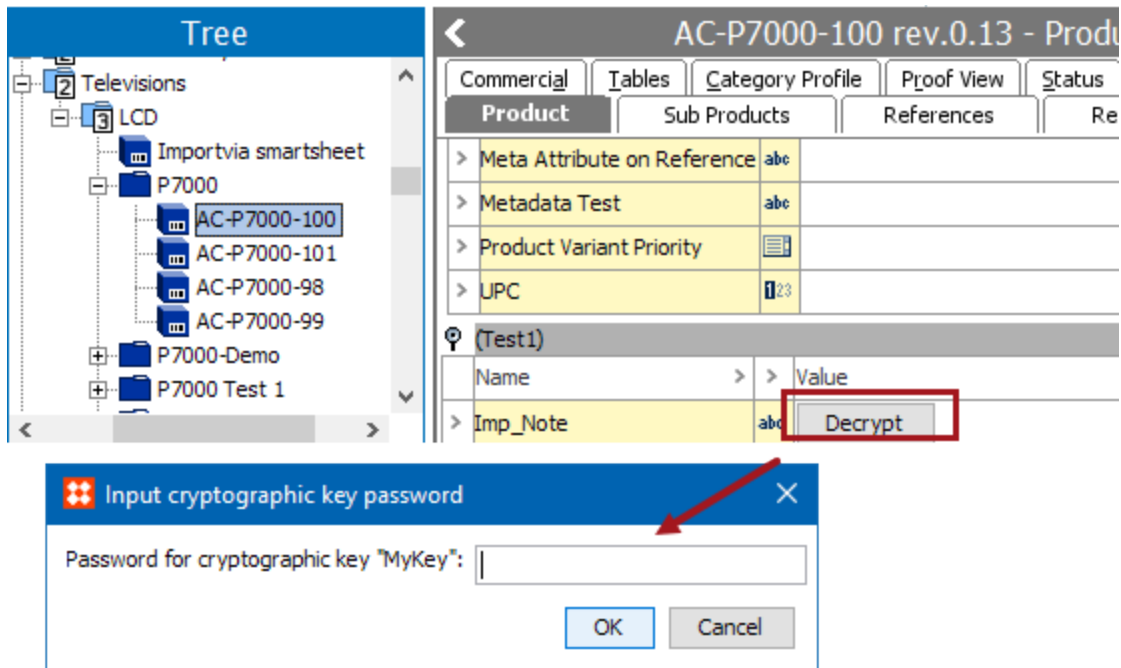 Tree
Televisions
2
LCD
3
Importvia smartsheet
P7000
AC-P7000-100
AC-P7000-101
AC-P7000-98
AC-P7000-99
P7000-Demo
P7000 Test 1
AC-P7000-100 rev.0.13 - Produ
Commercial Tables Category Profile Proof View Status
Product Sub Products References Re
Meta Attribute on Reference abc
Metadata Test abc
Product Variant Priority
UPC 123
(Test1)
Name > > Value
Imp_Note abc Decrypt
Input cryptographic key password
Password for cryptographic key "MyKey":
OK Cancel